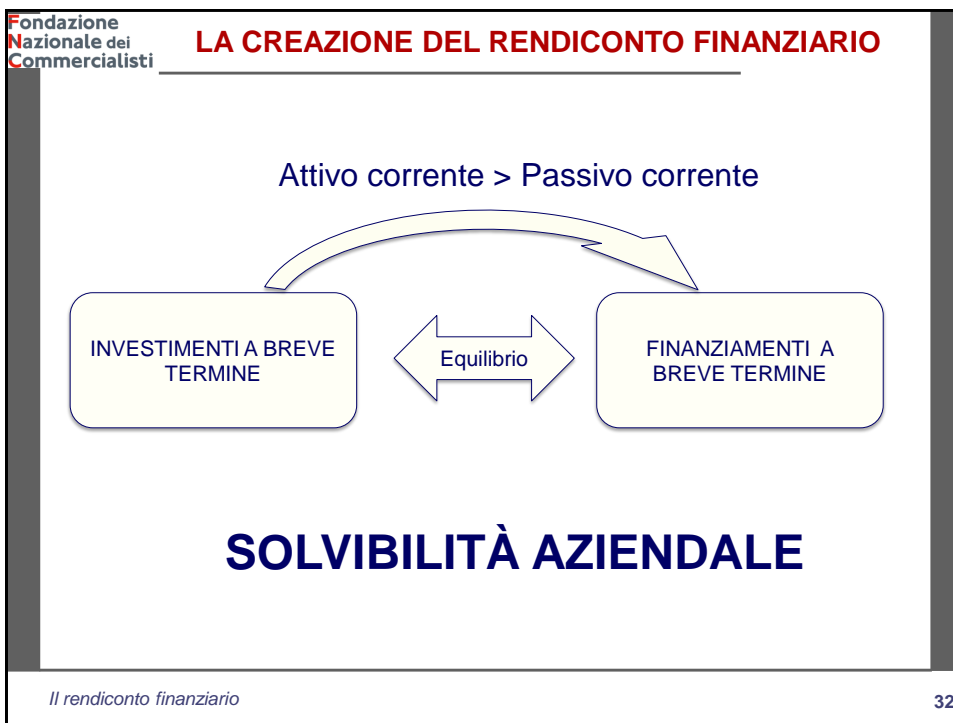 Fondazione
Nazionale dei
Commercialisti
LA CREAZIONE DEL RENDICONTO FINANZIARIO
Attivo corrente > Passivo corrente
INVESTIMENTI A BREVE
TERMINE
Equilibrio
FINANZIAMENTI A
BREVE TERMINE
SOLVIBILITÀ AZIENDALE
Il rendiconto finanziario
32